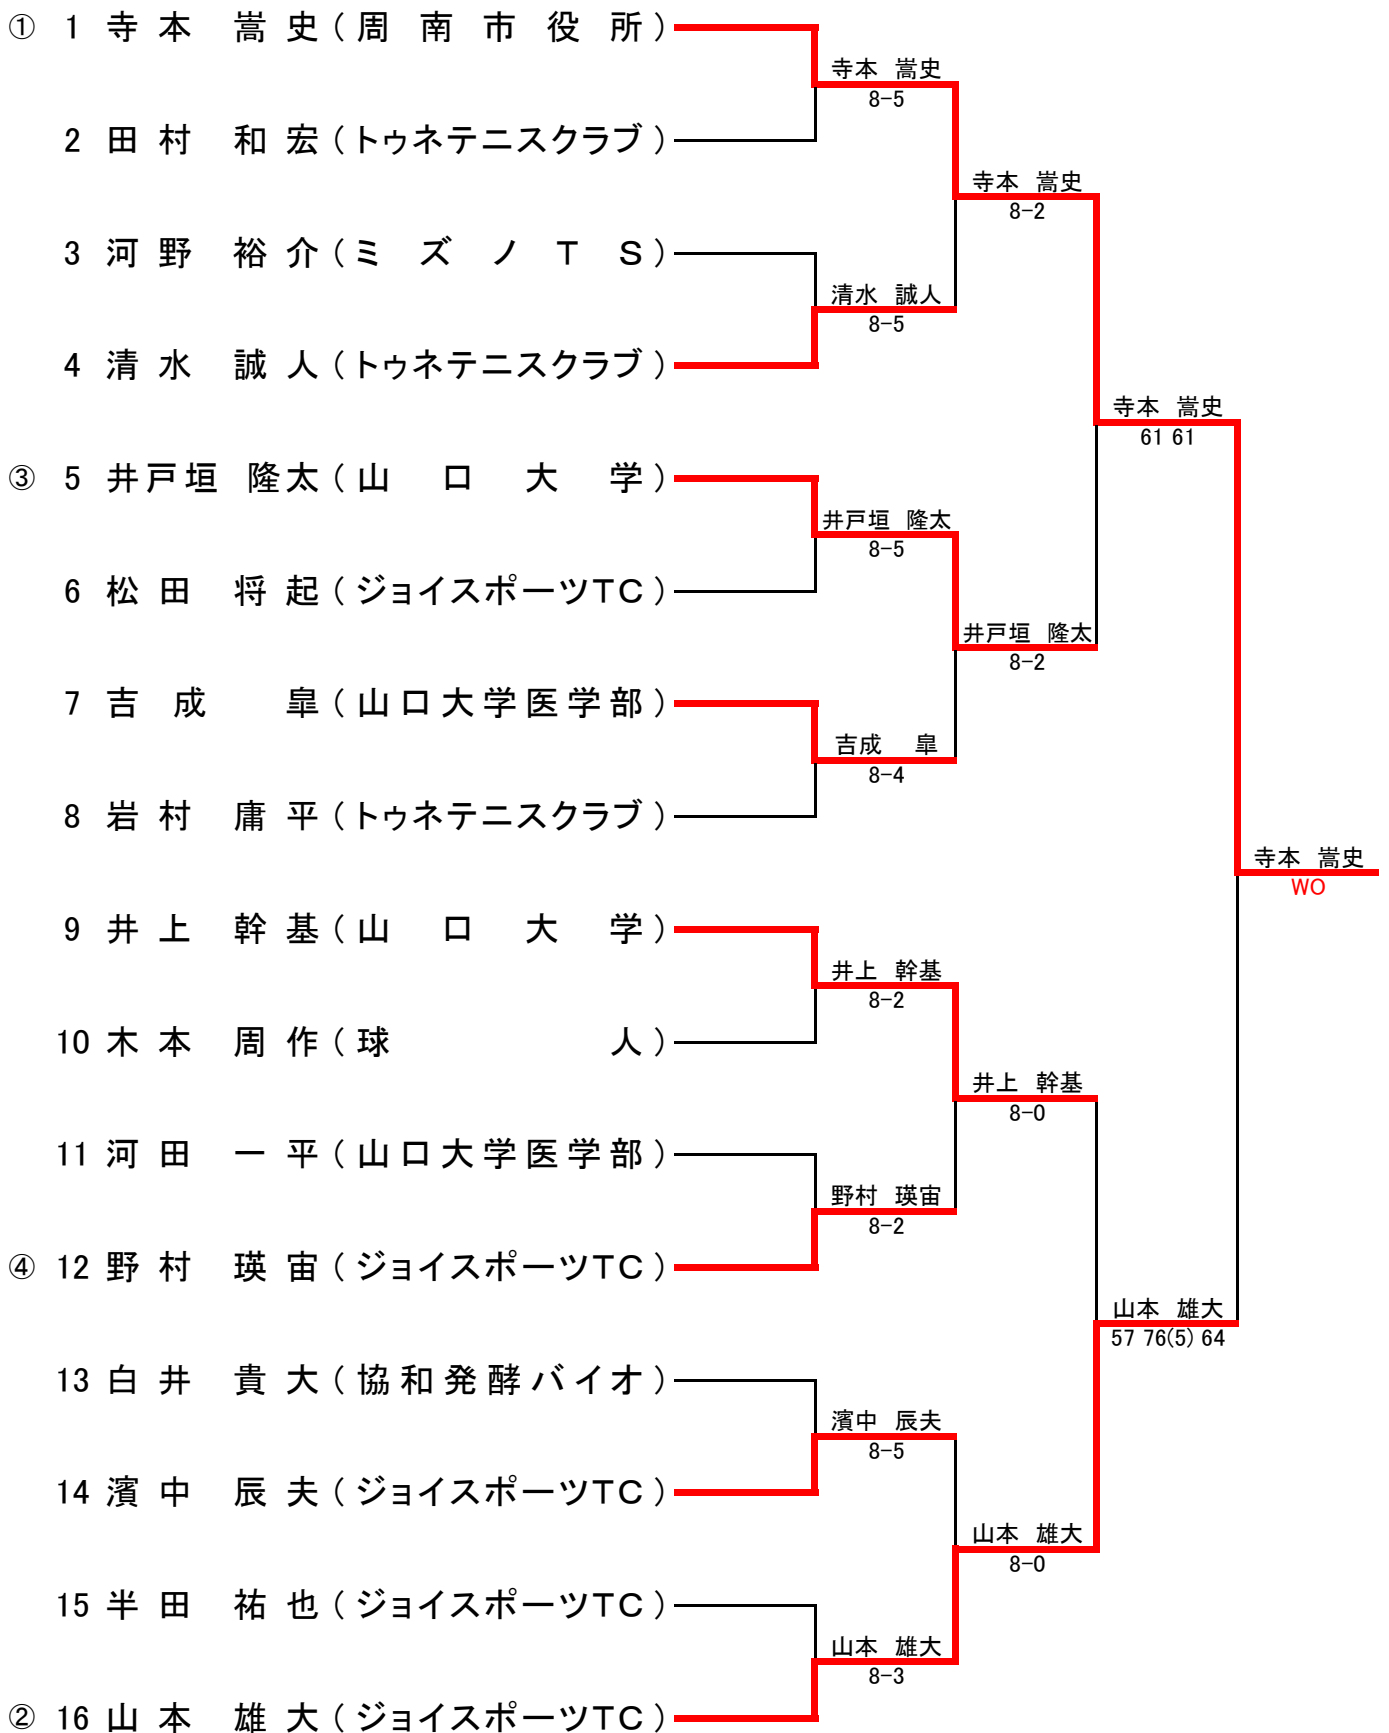 ① 1 寺本 嵩史(周南市役所)
寺本 嵩史
8-5
2 田村 和宏(トゥネテニスクラブ)
寺本 嵩史
8-2
3 河野 裕介(ミズノTS)
清水 誠人
8-5
4 清水 誠人(トゥネテニスクラブ)
寺本 嵩史
61 61
③ 5 井戸垣 隆太(山口大学)
井戸垣 隆太
8-5
6 松田 将起(ジョイスポーツTC)
井戸垣 隆太
8-2
7 吉成 皐(山口大学医学部)
吉成 皐
8-4
8 岩村 庸平(トゥネテニスクラブ)
寺本 嵩史
WO
9 井上 幹基(山口大学)
井上 幹基
8-2
10 木本 周作(球人)
井上 幹基
8-0
11 河田 一平(山口大学医学部)
野村 瑛宙
8-2
④ 12 野村 瑛宙(ジョイスポーツTC)
山本 雄大
57 76(5) 64
13 白井 貴大(協和発酵バイオ)
濱中 辰夫
8-5
14 濱中 辰夫(ジョイスポーツTC)
山本 雄大
8-0
15 半田 祐也(ジョイスポーツTC)
山本 雄大
8-3
② 16 山本 雄大(ジョイスポーツTC)